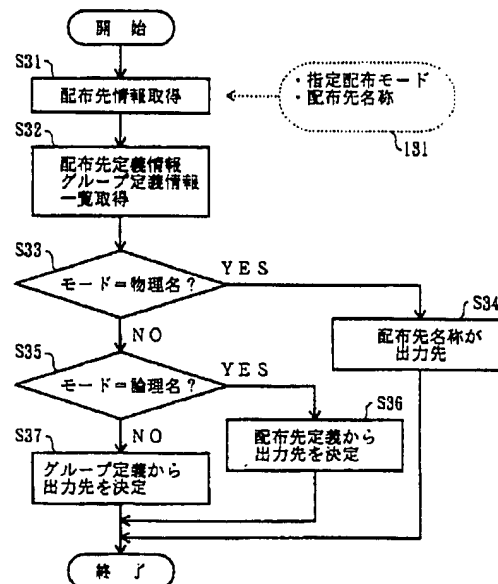 開 始
S31
配布先情報取得
・指定配布モード
・配布先名称
131
S32
配布先定義情報
グループ定義情報
一覧取得
S33
モード=物理名?
YES
NO
S34
配布先名称が
出力先
S35
モード=論理名?
YES
NO
S36
配布先定義から
出力先を決定
S37
グループ定義から
出力先を決定
終 了